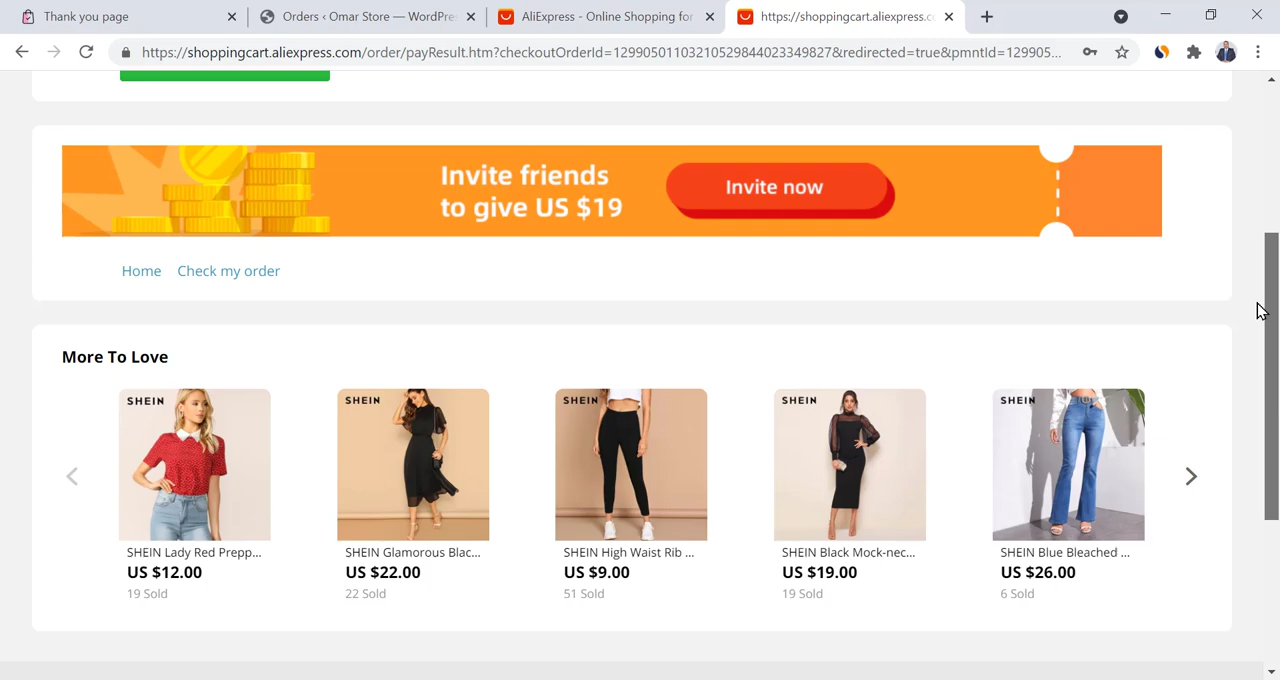 Thank you page
Orders ‹ Omar Store — WordPre
AliExpress - Online Shopping for
https://shoppingcart.aliexpress.c
https://shoppingcart.aliexpress.com/order/payResult.htm?checkoutOrderId=1299050110321052984402334982​7&redirected=true&pmntId=129905...
Invite friends
to give US $19
Invite now
Home Check my order
More To Love
SHEIN
SHEIN Lady Red Prepp...
US $12.00
19 Sold
SHEIN
SHEIN Glamorous Blac...
US $22.00
22 Sold
SHEIN
SHEIN High Waist Rib ...
US $9.00
51 Sold
SHEIN
SHEIN Black Mock-nec...
US $19.00
19 Sold
SHEIN
SHEIN Blue Bleached ...
US $26.00
6 Sold